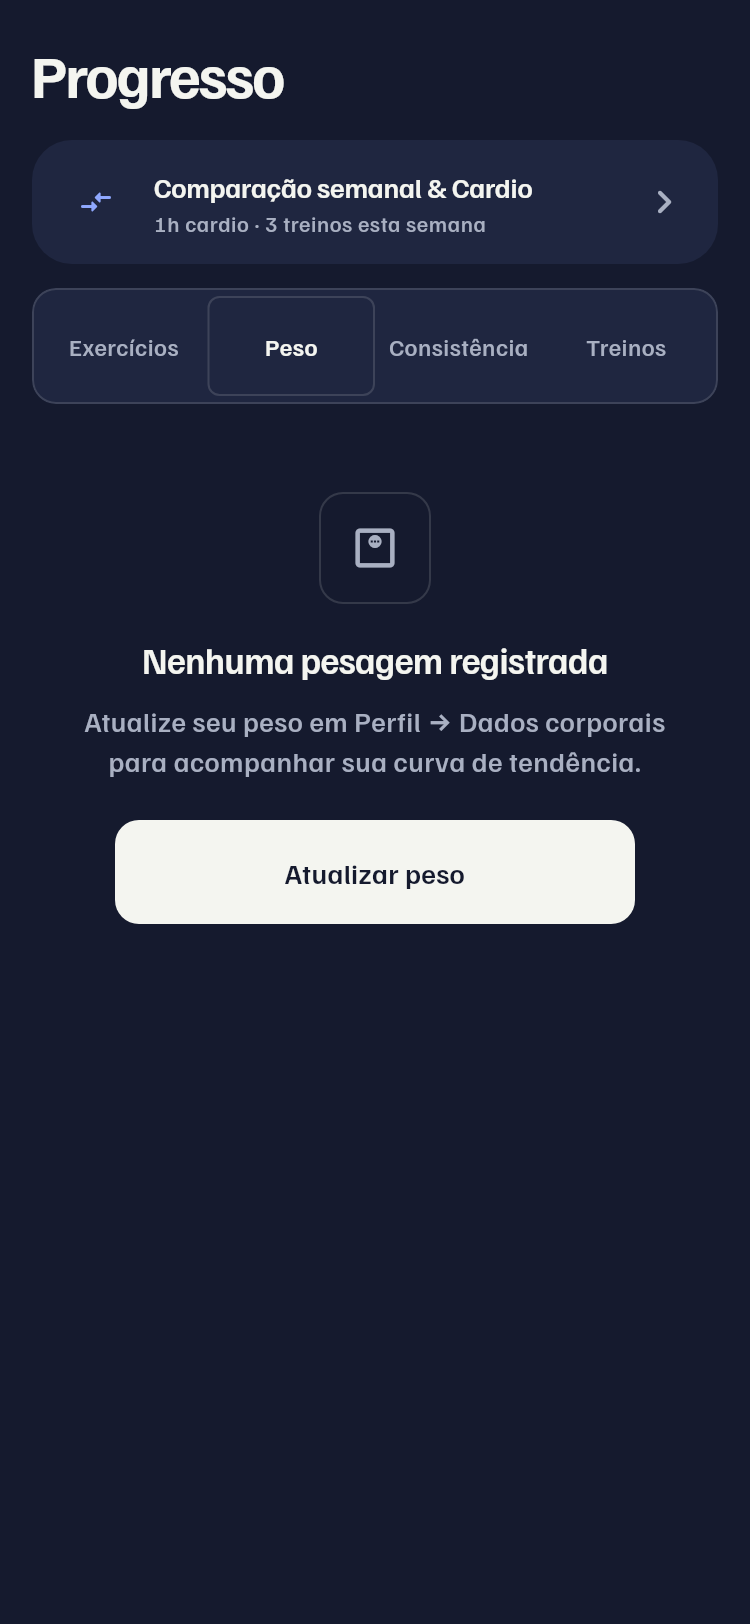 Progresso
Comparação semanal & Cardio
1h cardio · 3 treinos esta semana
Exercícios
Peso
Consistência
Treinos
Nenhuma pesagem registrada
Atualize seu peso em Perfil → Dados corporais
para acompanhar sua curva de tendência.
Atualizar peso